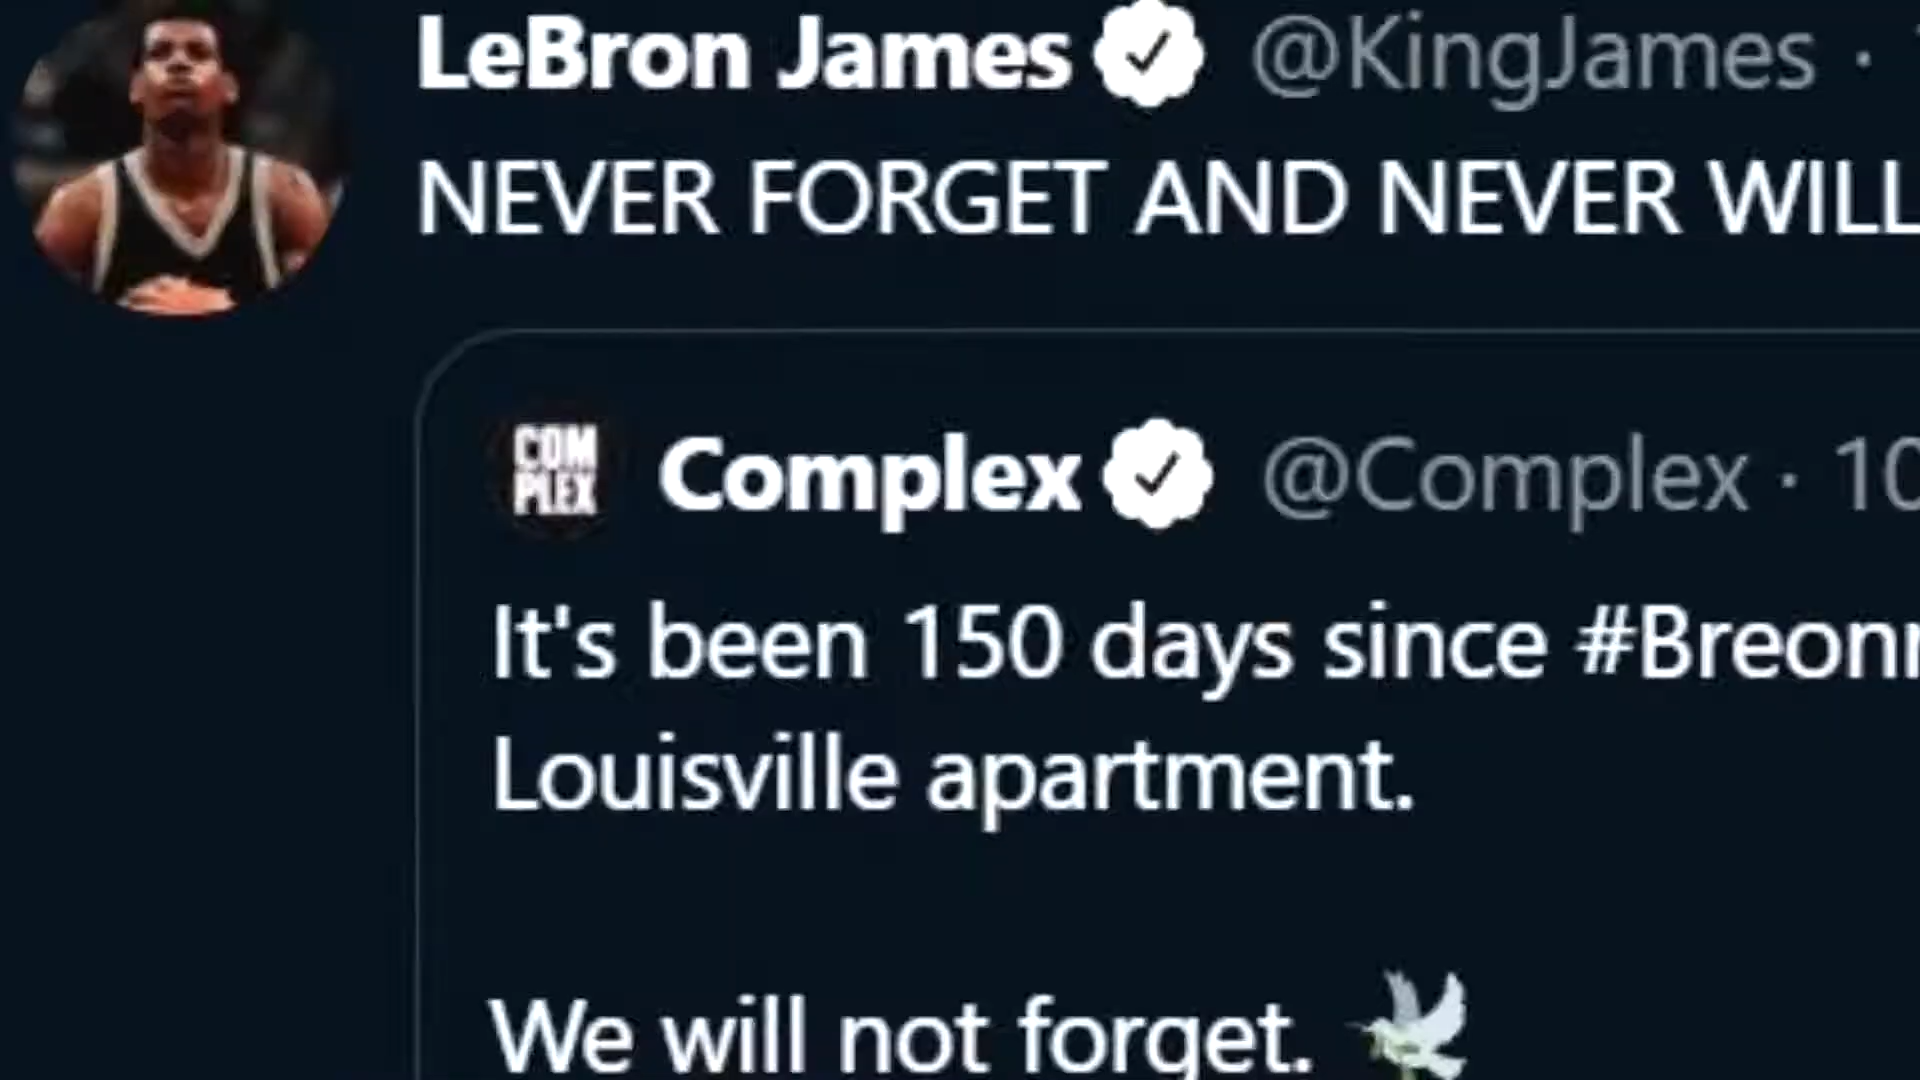 LeBron James @KingJames ·
NEVER FORGET AND NEVER WILL
COM
PLEX
Complex @Complex · 10
It's been 150 days since #Breon
Louisville apartment.
We will not forget.